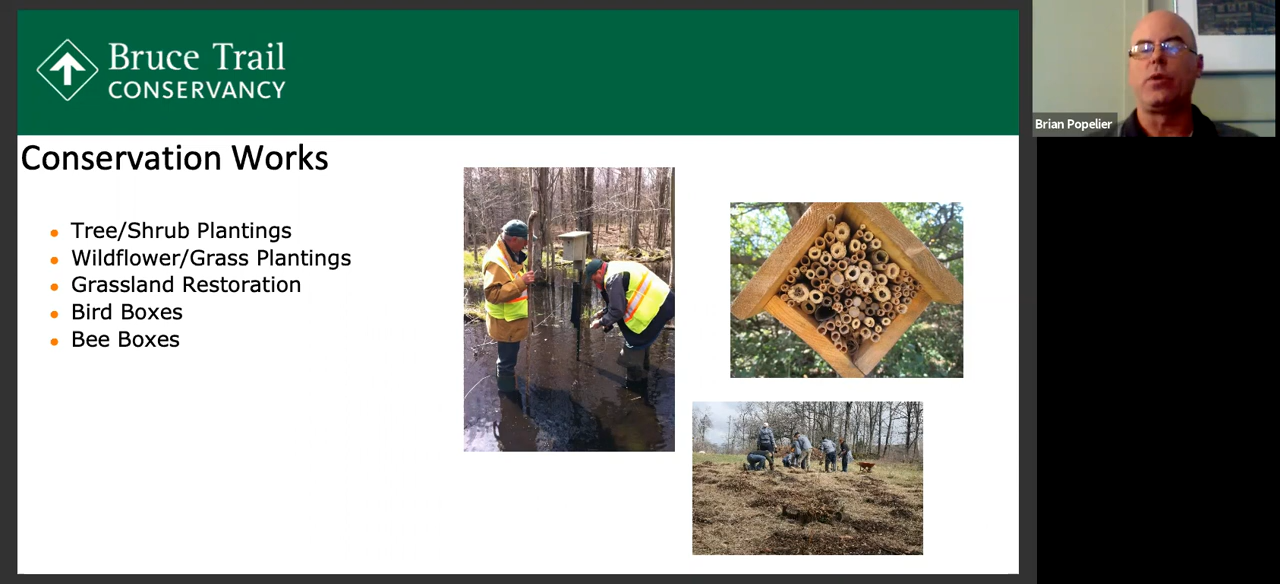 Bruce Trail
CONSERVANCY
Conservation Works
Tree/Shrub Plantings
Wildflower/Grass Plantings
Grassland Restoration
Bird Boxes
Bee Boxes
Brian Popelier